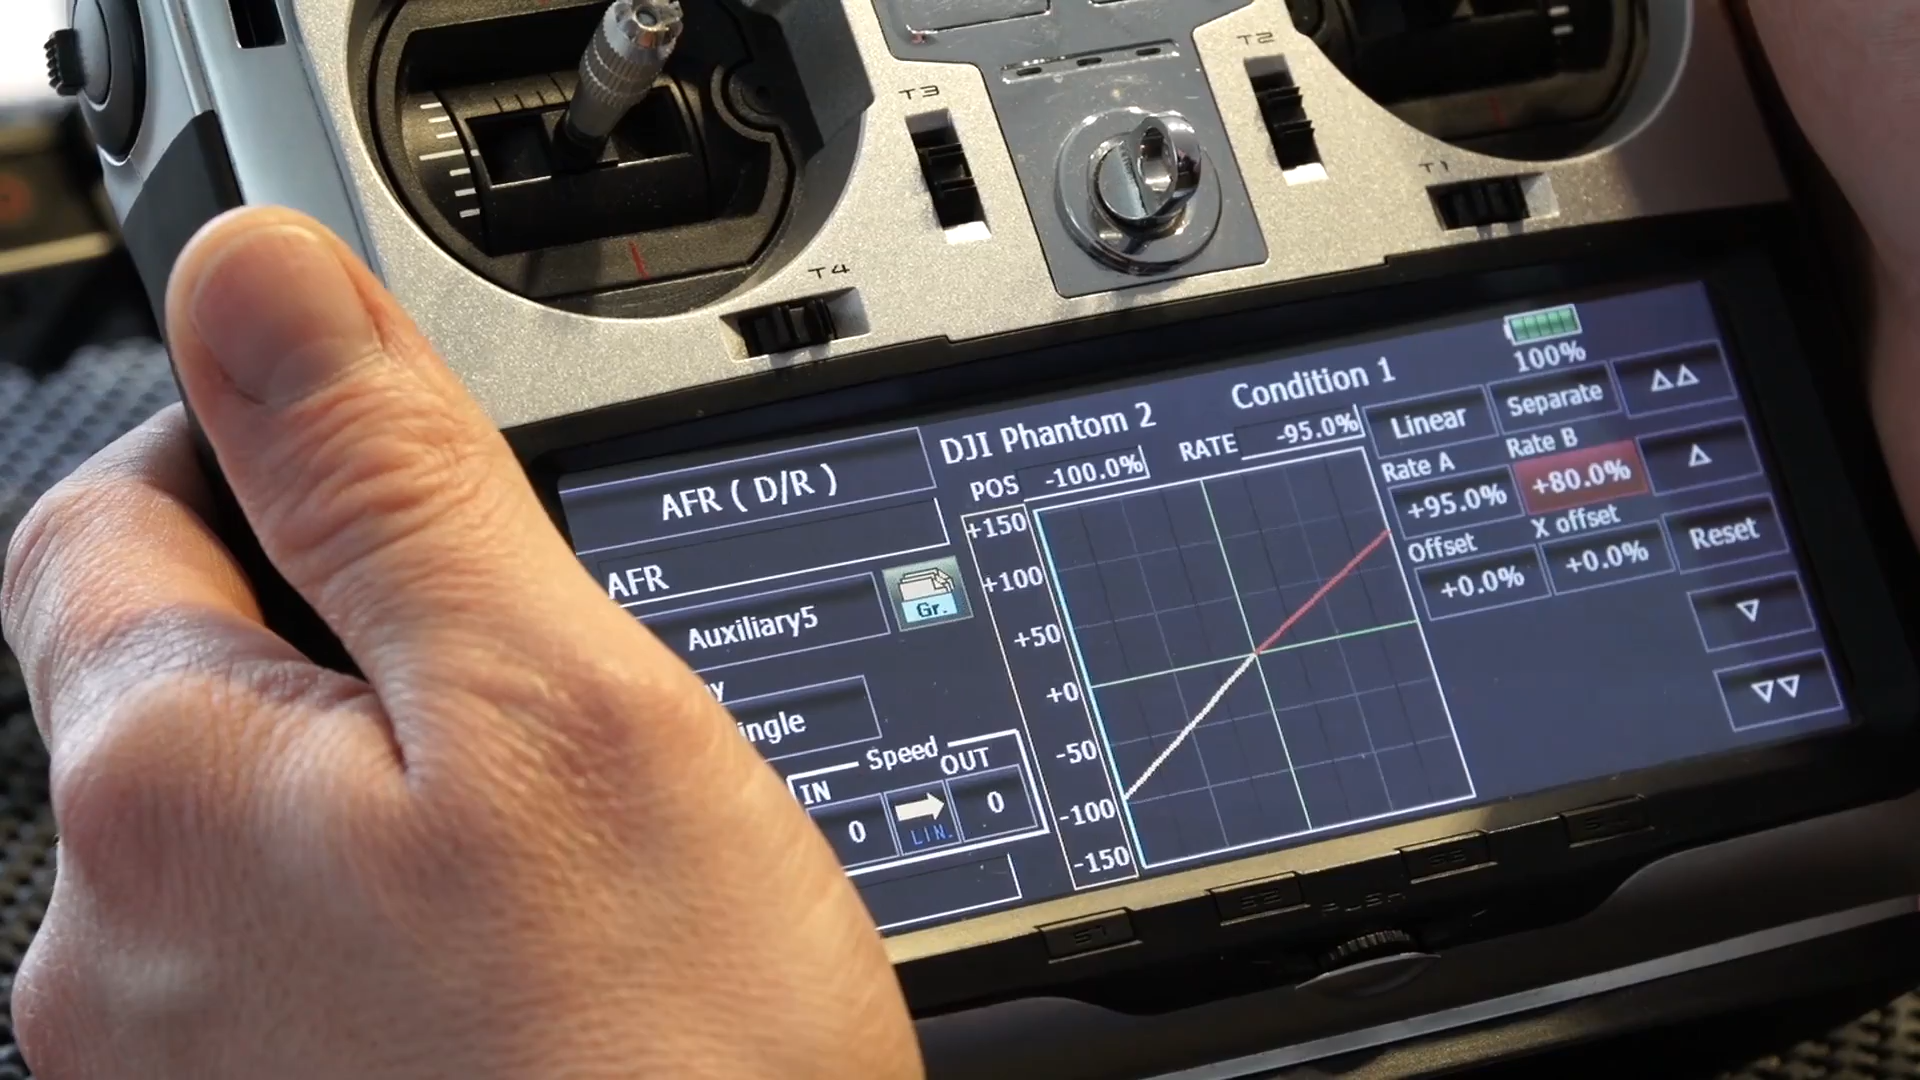 T3
T2
T1
T4
AFR ( D/R )
DJI Phantom 2
Condition 1
100%
POS -100.0%
RATE -95.0%
Linear
Separate
Rate A
Rate B
+95.0%
+80.0%
Offset
X offset
+0.0%
+0.0%
Reset
AFR
Auxiliary5
Gr.
Speed
IN
OUT
0
LIN.
0
+150
+100
+50
+0
-50
-100
-150
S1
S2
PUSH